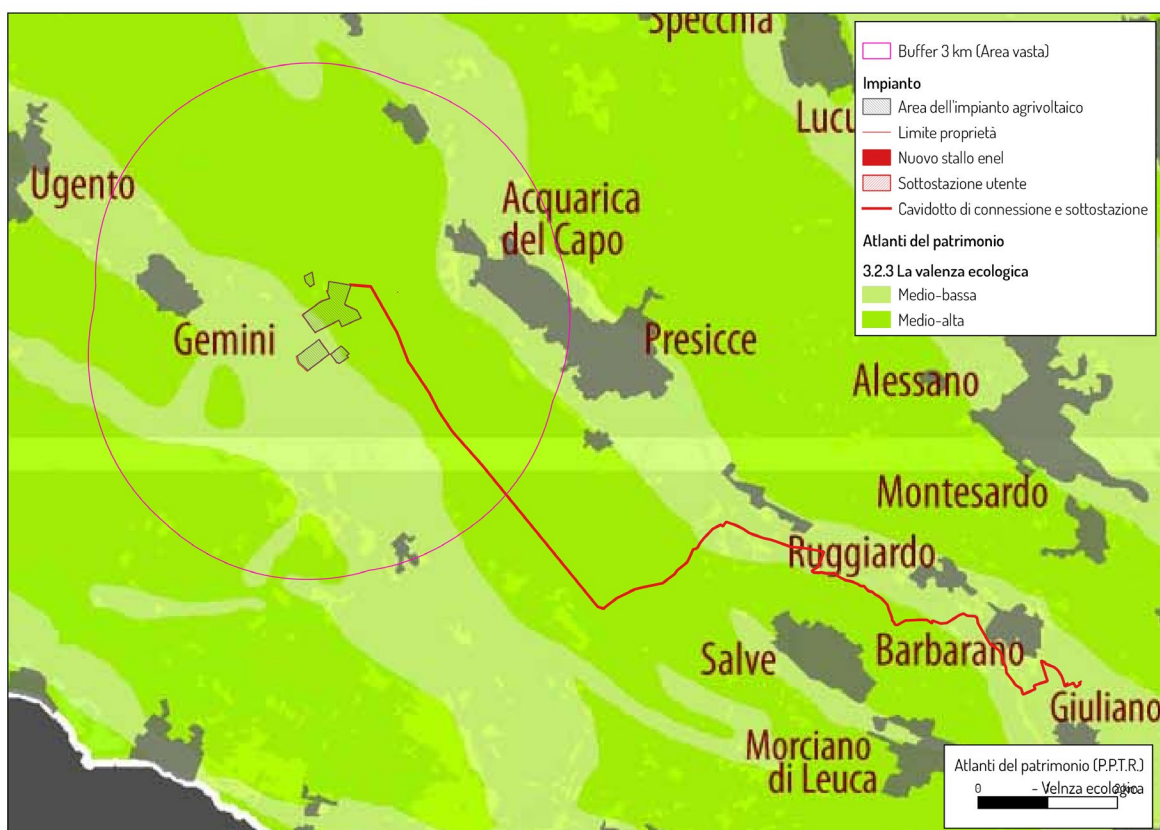 Specchia
Lucu
Ugento
Acquarica
del Capo
Gemini
Presicce
Alessano
Montesardo
Ruggiardo
Salve
Barbarano
Giuliano
Morciano
di Leuca
Buffer 3 km (Area vasta)
Impianto
Area dell'impianto agrivoltaico
Limite proprietà
Nuovo stallo enel
Sottostazione utente
Cavidotto di connessione e sottostazione
Atlanti del patrimonio
3.2.3 La valenza ecologica
Medio-bassa
Medio-alta
Atlanti del patrimonio (P.P.T.R.)
– Velnza ecologica
0